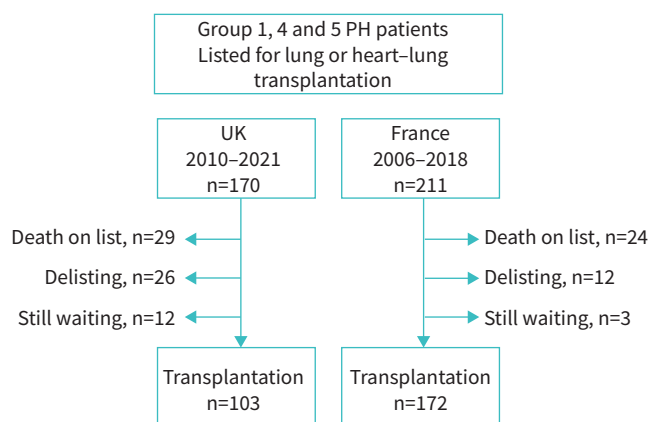 Group 1, 4 and 5 PH patients
Listed for lung or heart–lung
transplantation
UK
2010–2021
n=170
France
2006–2018
n=211
Death on list, n=29
Delisting, n=26
Still waiting, n=12
Death on list, n=24
Delisting, n=12
Still waiting, n=3
Transplantation
n=103
Transplantation
n=172